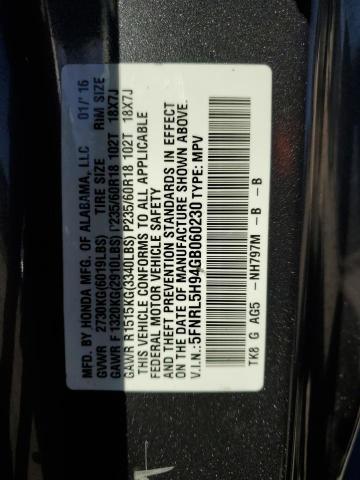 MFD. BY HONDA MFG. OF ALABAMA, LLC 01/'16
GVWR 2730KG(6019LBS) TIRE SIZE RIM SIZE
GAWR F1320KG(2910LBS) P235/60R18 102T 18X7J
GAWR R1515KG(3340LBS) P235/60R18 102T 18X7J
THIS VEHICLE CONFORMS TO ALL APPLICABLE
FEDERAL MOTOR VEHICLE SAFETY
AND THEFT PREVENTION STANDARDS IN EFFECT
ON THE DATE OF MANUFACTURE SHOWN ABOVE.
V.I.N.:5FNRL5H94GB060230 TYPE: MPV
TK8 G AG5 -NH797M -B -B